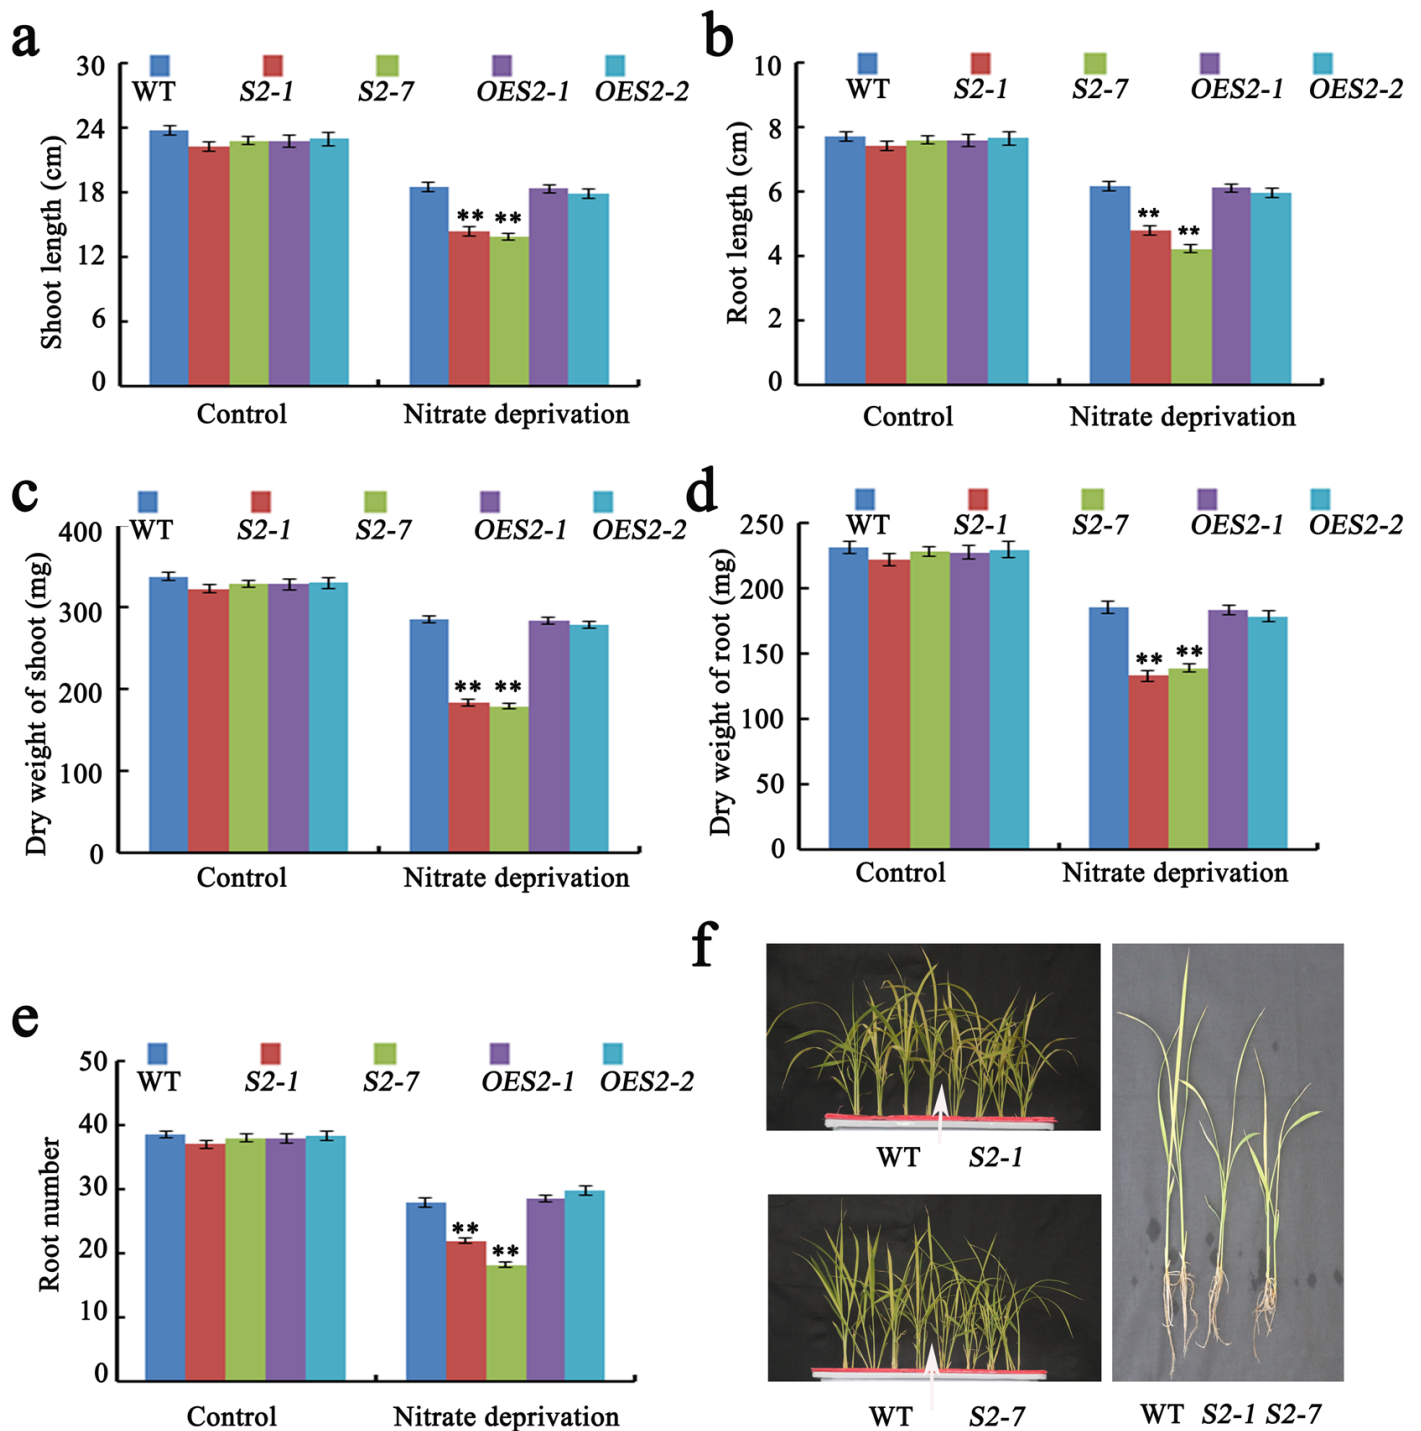 a
30
24
18
12
6
0
Shoot length (cm)
WT S2-1 S2-7 OES2-1 OES2-2
** **
Control Nitrate deprivation
b
10
8
6
4
2
0
Root length (cm)
WT S2-1 S2-7 OES2-1 OES2-2
** **
Control Nitrate deprivation
c
400
300
200
100
0
Dry weight of shoot (mg)
WT S2-1 S2-7 OES2-1 OES2-2
** **
Control Nitrate deprivation
d
250
200
150
100
50
0
Dry weight of root (mg)
WT S2-1 S2-7 OES2-1 OES2-2
** **
Control Nitrate deprivation
e
50
40
30
20
10
0
Root number
WT S2-1 S2-7 OES2-1 OES2-2
** **
Control Nitrate deprivation
f
WT S2-1
WT S2-7
WT S2-1 S2-7